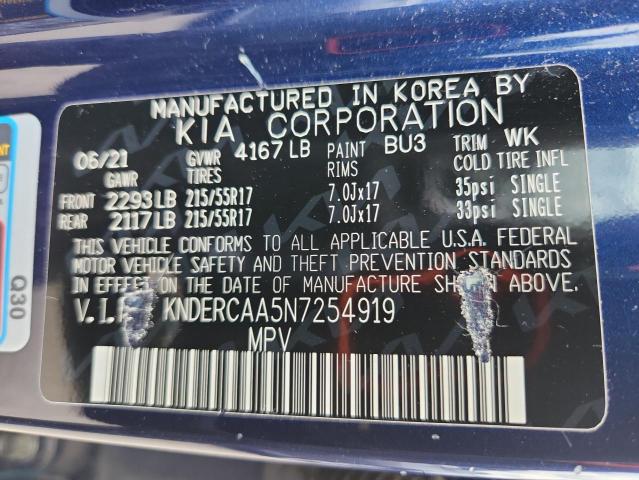 MANUFACTURED IN KOREA BY
KIA CORPORATION
06/21 GVWR 4167 LB PAINT BU3 TRIM WK
GAWR TIRES RIMS COLD TIRE INFL
FRONT 2293 LB 215/55R17 7.0Jx17 35psi SINGLE
REAR 2117 LB 215/55R17 7.0Jx17 33psi SINGLE
THIS VEHICLE CONFORMS TO ALL APPLICABLE U.S.A. FEDERAL
MOTOR VEHICLE SAFETY AND THEFT PREVENTION STANDARDS
IN EFFECT ON THE DATE OF MANUFACTURE ABOVE.
KNDERCAA5N7254919
MPV
Q30